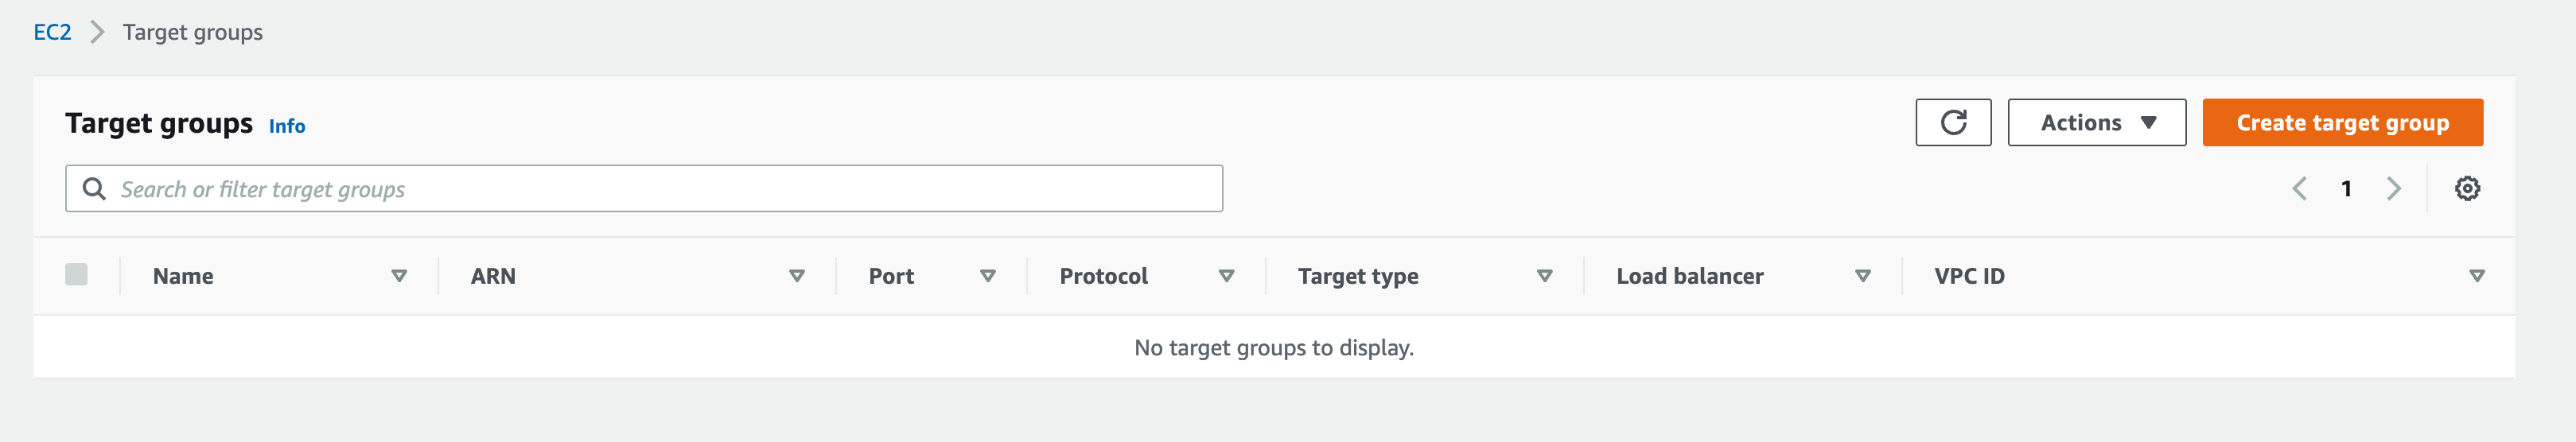 EC2 Target groups
Target groups Info
Actions
Create target group
Search or filter target groups
1
Name ARN Port Protocol Target type Load balancer VPC ID
No target groups to display.